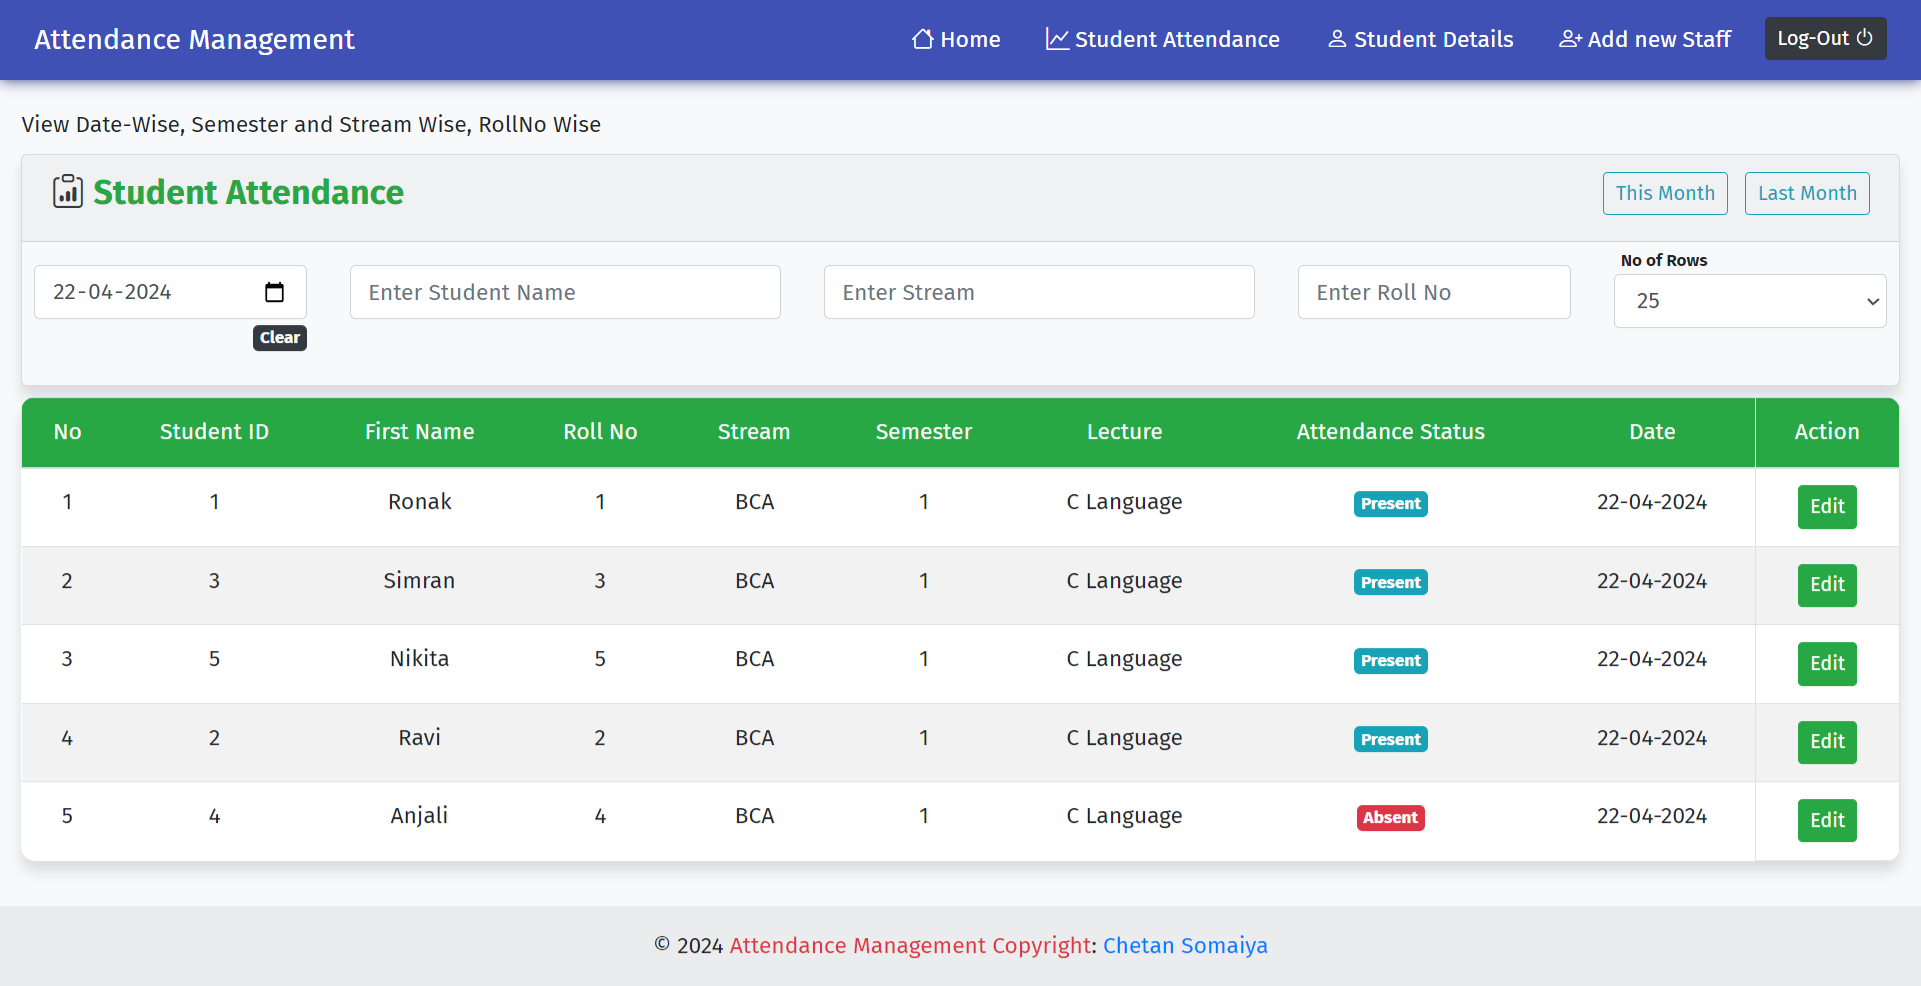 Attendance Management Home Student Attendance Student Details Add new Staff Log-Out
View Date-Wise, Semester and Stream Wise, RollNo Wise
Student Attendance This Month Last Month
No of Rows
22-04-2024 Enter Student Name Enter Stream Enter Roll No 25
Clear
No Student ID First Name Roll No Stream Semester Lecture Attendance Status Date Action
1 1 Ronak 1 BCA 1 C Language Present 22-04-2024 Edit
2 3 Simran 3 BCA 1 C Language Present 22-04-2024 Edit
3 5 Nikita 5 BCA 1 C Language Present 22-04-2024 Edit
4 2 Ravi 2 BCA 1 C Language Present 22-04-2024 Edit
5 4 Anjali 4 BCA 1 C Language Absent 22-04-2024 Edit
© 2024 Attendance Management Copyright: Chetan Somaiya